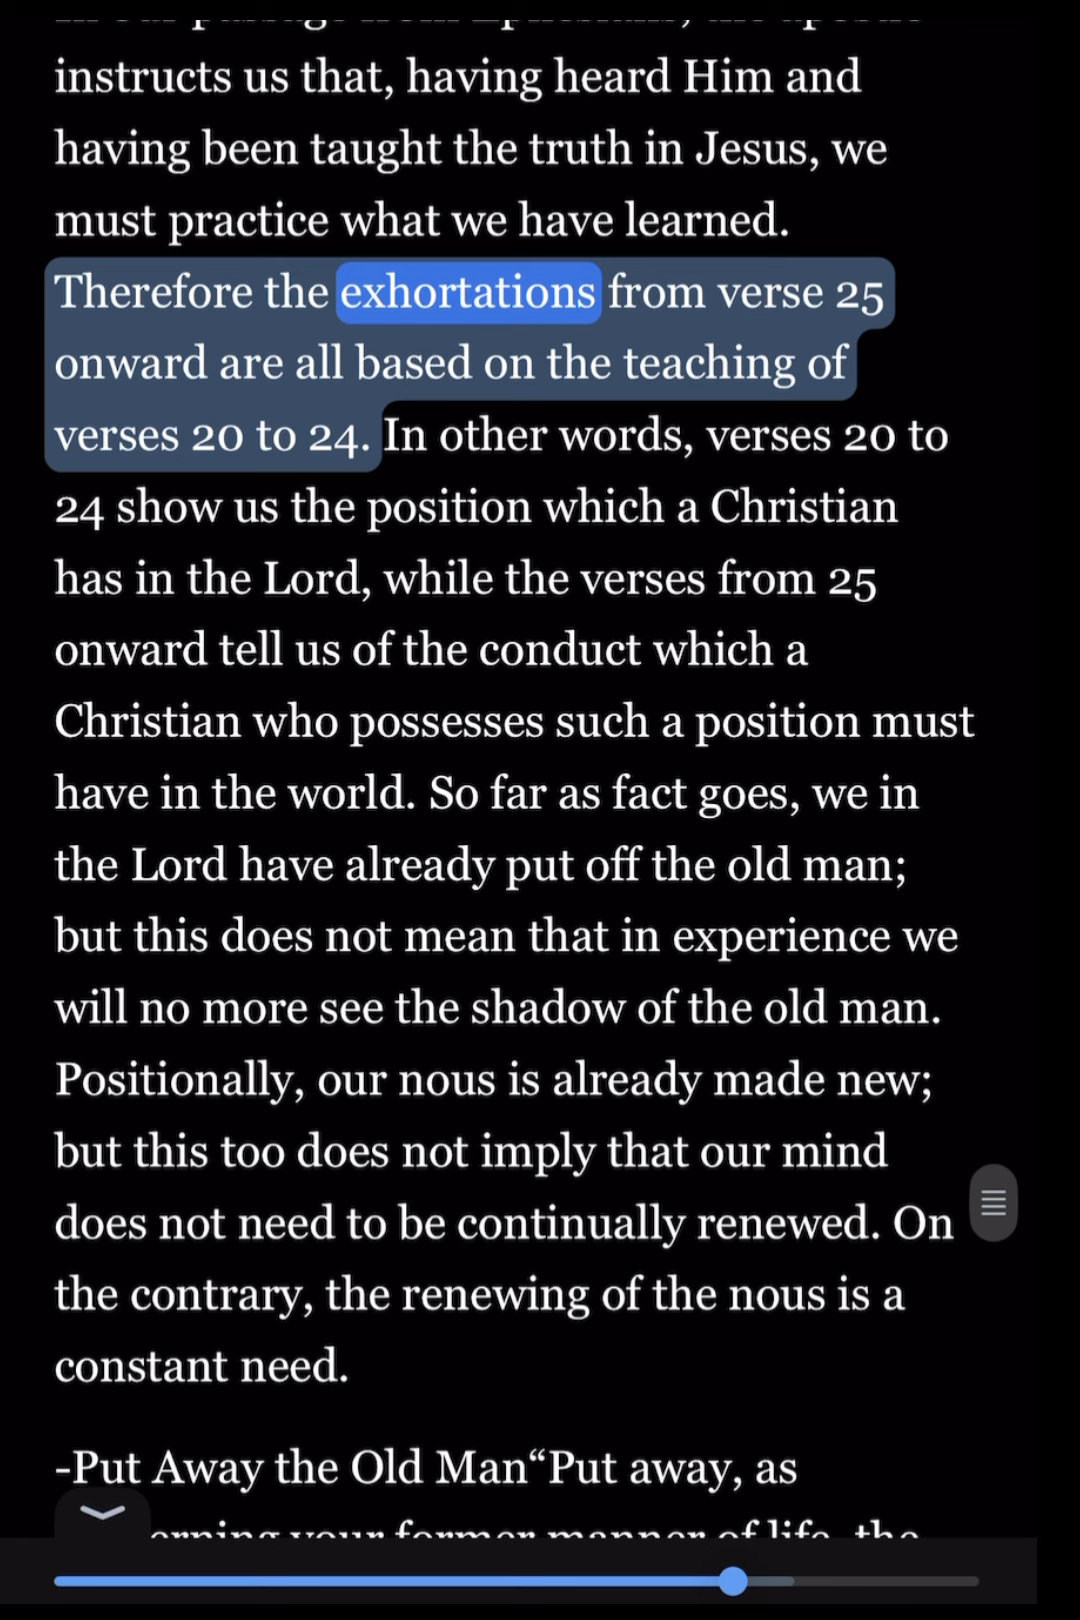 instructs us that, having heard Him and
having been taught the truth in Jesus, we
must practice what we have learned.
Therefore the exhortations from verse 25
onward are all based on the teaching of
verses 20 to 24. In other words, verses 20 to
24 show us the position which a Christian
has in the Lord, while the verses from 25
onward tell us of the conduct which a
Christian who possesses such a position must
have in the world. So far as fact goes, we in
the Lord have already put off the old man;
but this does not mean that in experience we
will no more see the shadow of the old man.
Positionally, our nous is already made new;
but this too does not imply that our mind
does not need to be continually renewed. On
the contrary, the renewing of the nous is a
constant need.
-Put Away the Old Man“Put away, as
your former manner of life, the